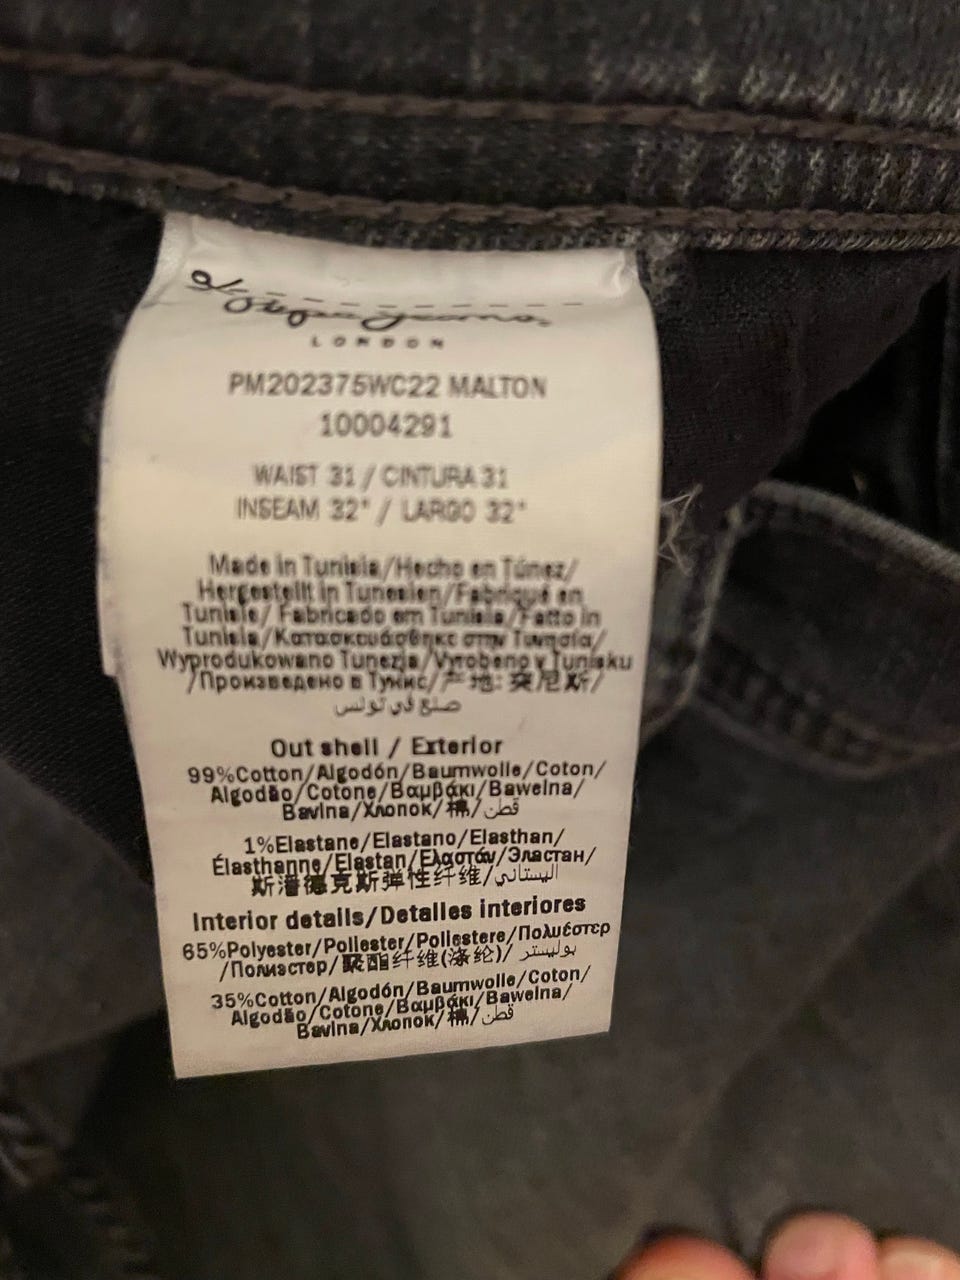 Pepe Jeans
LONDON
PM202375WC22 MALTON
10004291
WAIST 31 / CINTURA 31
INSEAM 32" / LARGO 32"
Made in Tunisia/Hecho en Túnez/
Hergestellt in Tunesien/Fabriqué en
Tunisie/ Fabricado em Tunisia/Fatto in
Tunisia/Κατασκευάσθηκε στην Τυνησία/
Wyprodukowano Tunezja/Vyrobeno v Tunisku
/Произведено в Тунис/产地: 突尼斯/
صنع في تونس
Out shell / Exterior
99%Cotton/Algodón/Baumwolle/Coton/
Algodão/Cotone/Βαμβάκι/Bawełna/
Bavlna/Хлопок/棉/قطن
1%Elastane/Elastano/Elasthan/
Élasthanne/Elastan/Ελαστάν/Эластан/
斯潘德克斯弹性纤维/اليستاني
Interior details/Detalles interiores
65%Polyester/Poliester/Poliestere/Πολυέστερ
/Полиэстер/聚酯纤维(涤纶)/ بوليستر
35%Cotton/Algodón/Baumwolle/Coton/
Algodão/Cotone/Βαμβάκι/Bawełna/
Bavlna/Хлопок/棉/قطن